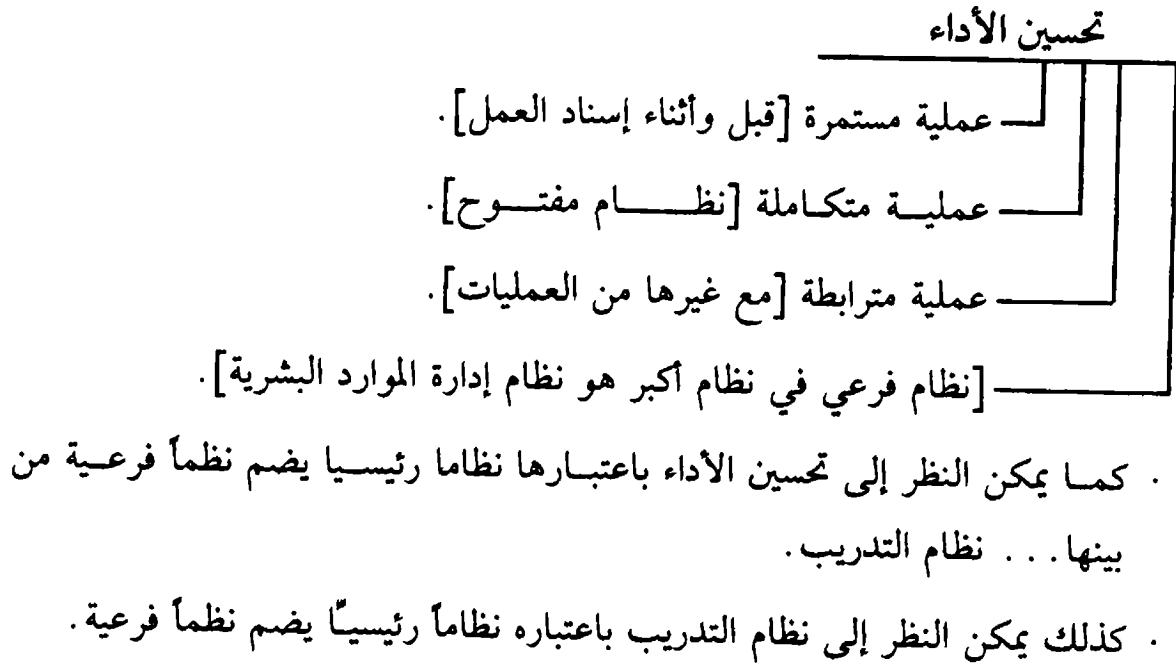 تحسين الأداء
عملية مستمرة [قبل وأثناء إسناد العمل].
عملية متكاملة [نظام مفتوح].
عملية مترابطة [مع غيرها من العمليات].
[نظام فرعي في نظام أكبر هو نظام إدارة الموارد البشرية].
· كما يمكن النظر إلى تحسين الأداء باعتبارها نظاما رئيسيا يضم نظماً فرعية من
بينها... نظام التدريب.
· كذلك يمكن النظر إلى نظام التدريب باعتباره نظاماً رئيسياً يضم نظماً فرعية.